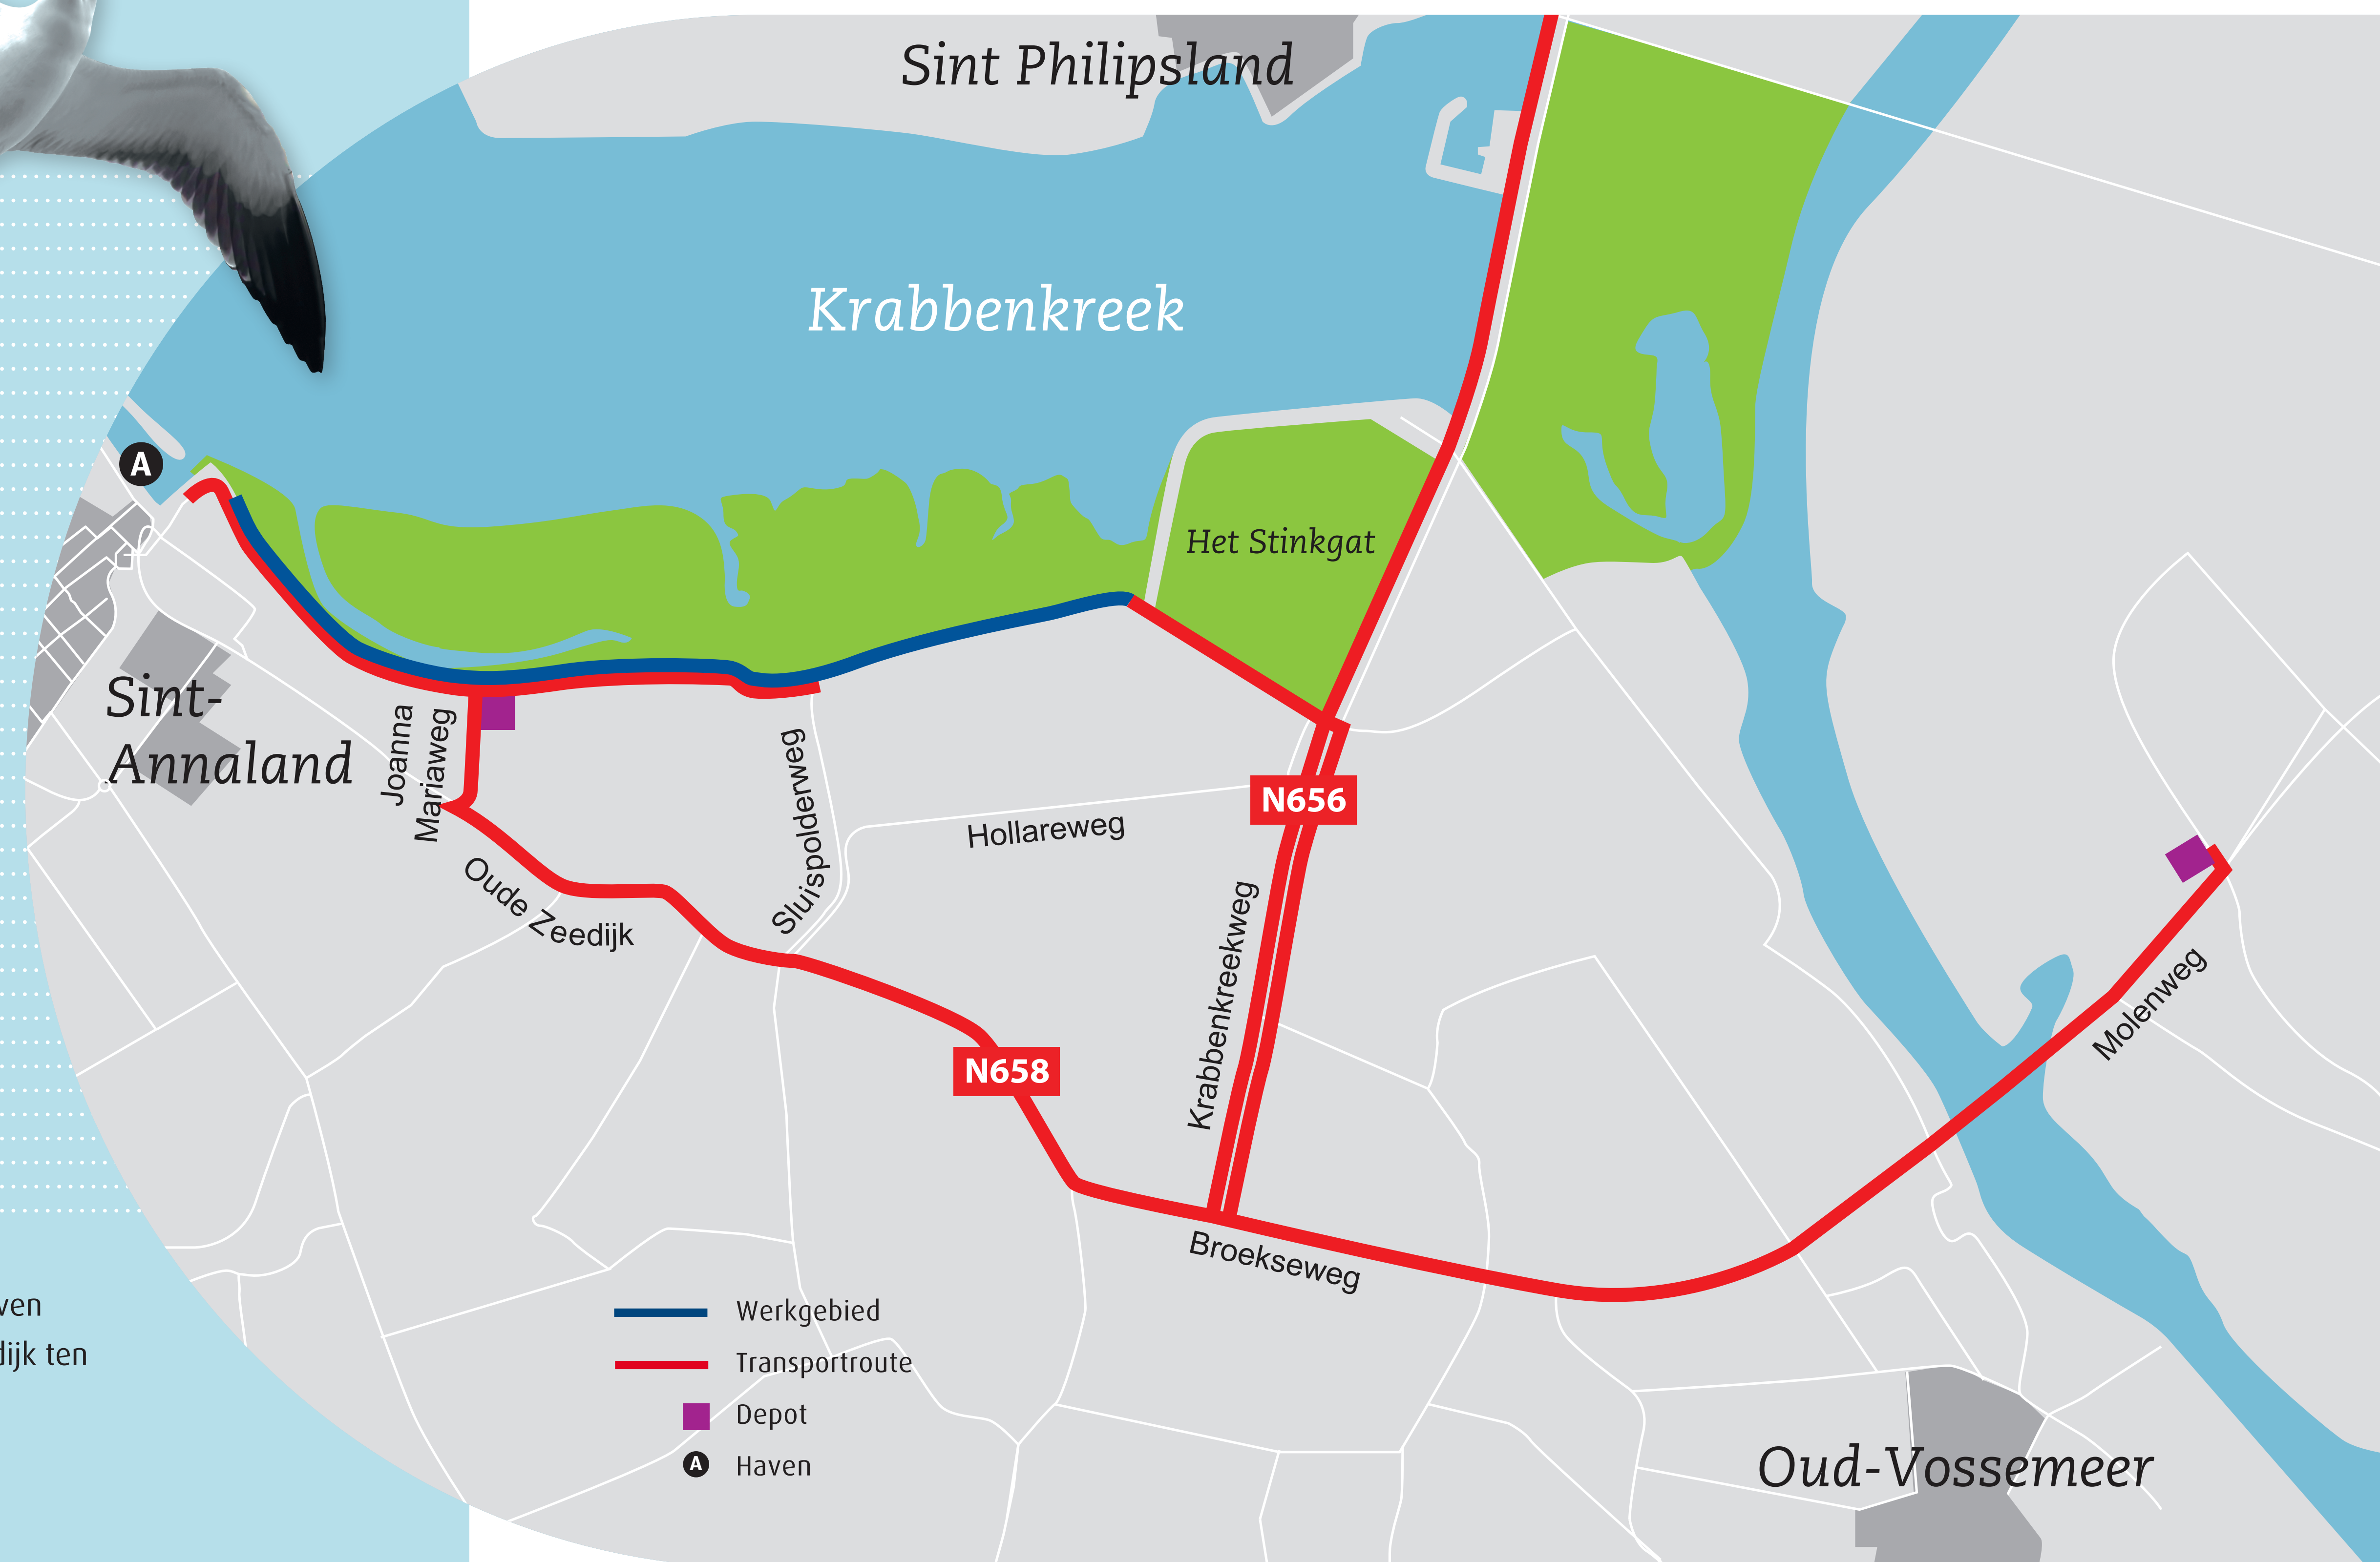 Sint Philipsland
Krabbenkreek
A
Het Stinkgat
Sint-
Annaland
Joanna
Mariaweg
Sluispolderweg
Hollareweg
N656
Oude Zeedijk
Krabbenkreekweg
Molenweg
N658
Broekseweg
ven
dijk ten
Werkgebied
Transportroute
Depot
A Haven
Oud-Vossemeer